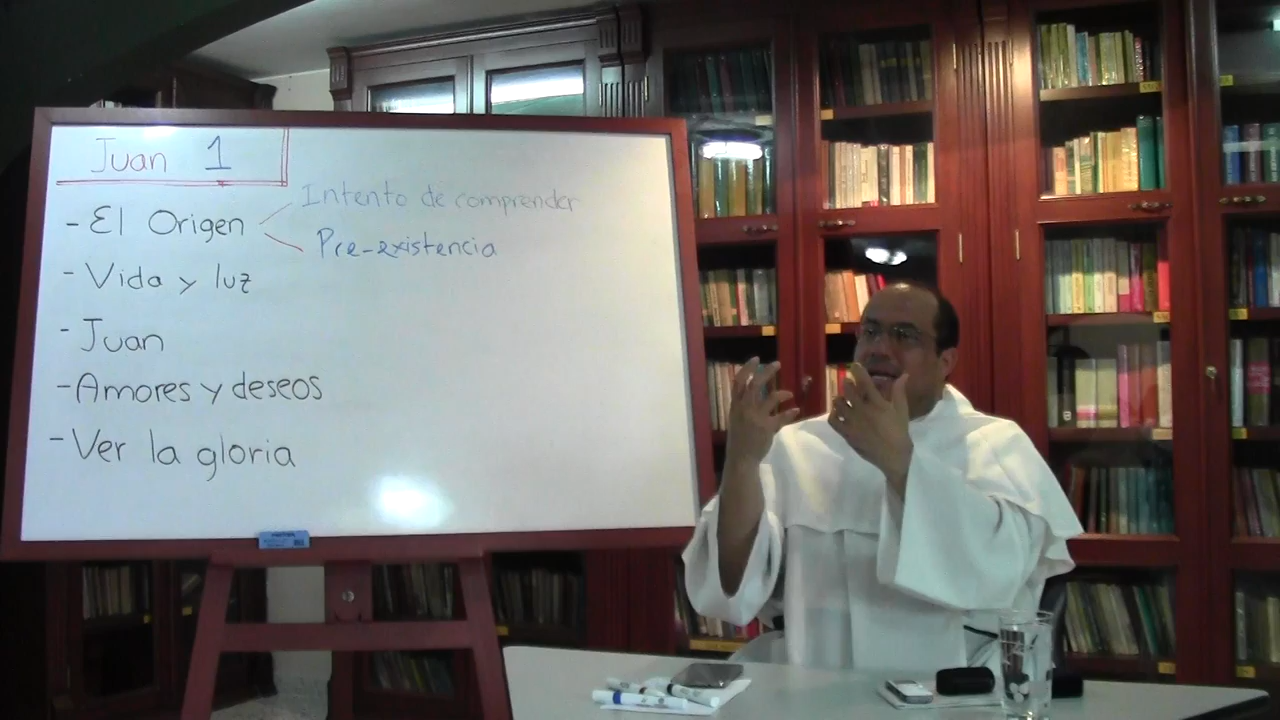 Juan 1
- El Origen
Intento de comprender
Pre-existencia
- Vida y luz
- Juan
- Amores y deseos
- Ver la gloria